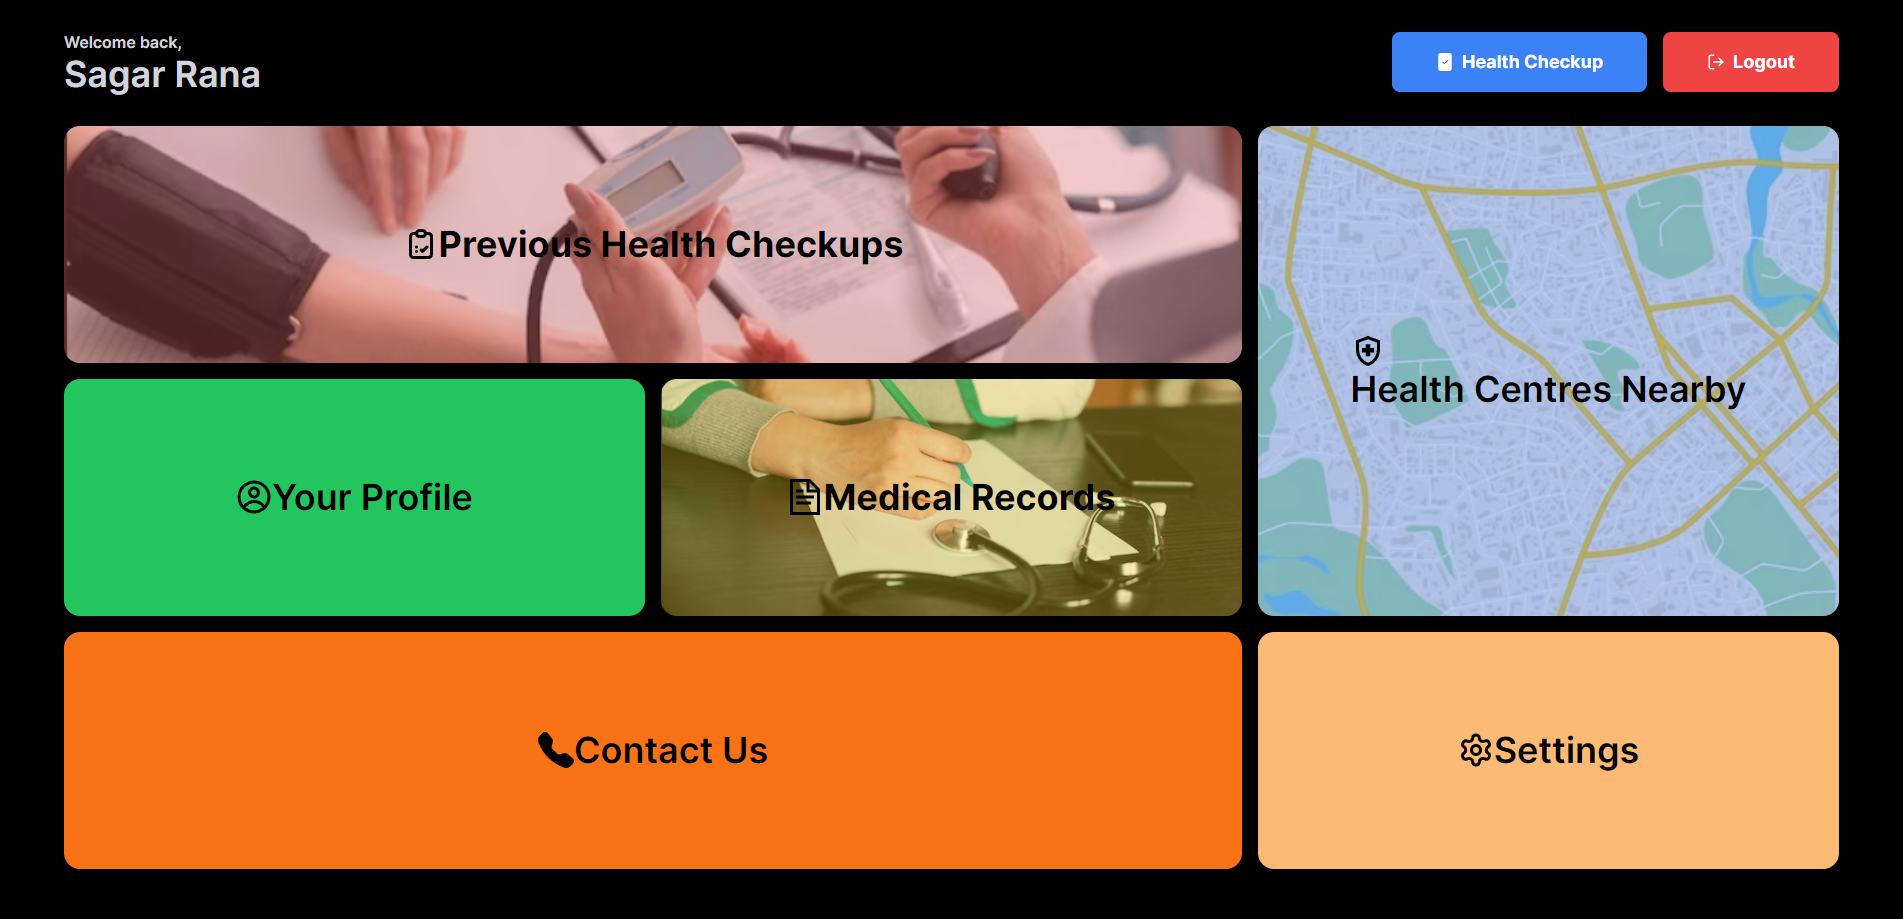 Welcome back,
Sagar Rana
Health Checkup
Logout
Previous Health Checkups
Health Centres Nearby
Your Profile
Medical Records
Contact Us
Settings